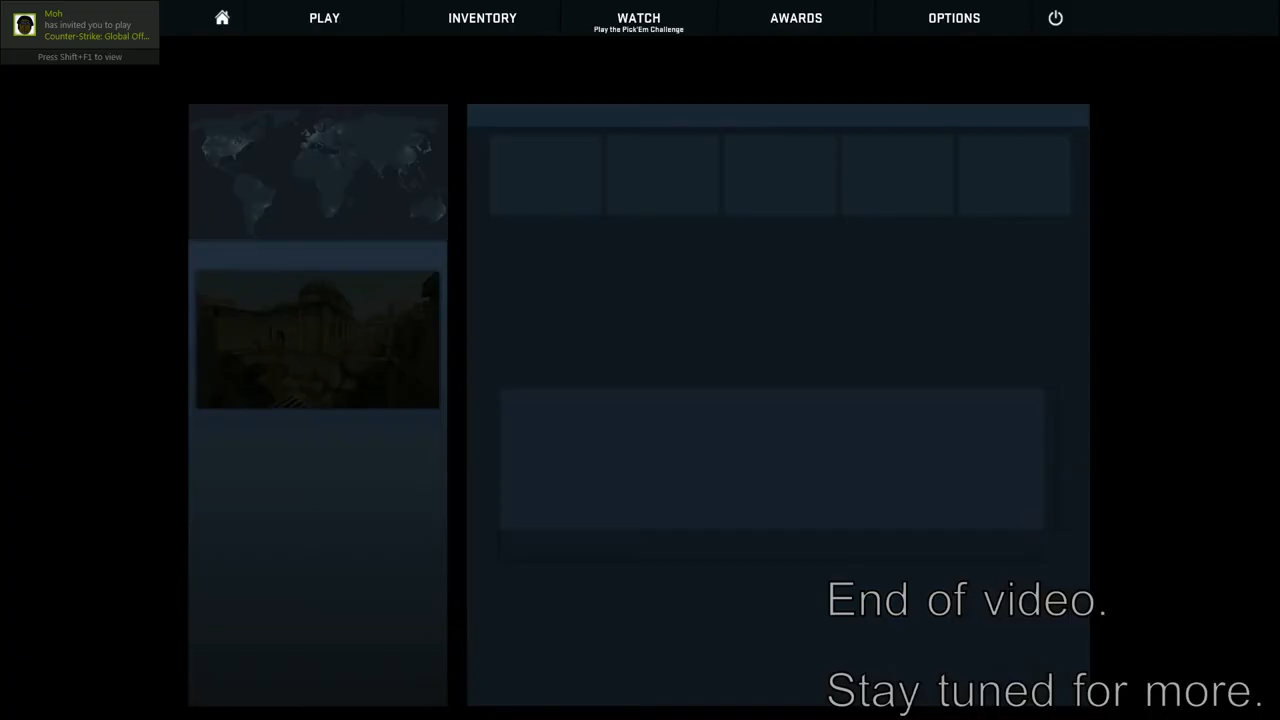 Moh
has invited you to play
Counter-Strike: Global Off...
Press Shift+F1 to view
PLAY
INVENTORY
WATCH
Play the Pick'Em Challenge
AWARDS
OPTIONS
End of video.
Stay tuned for more.